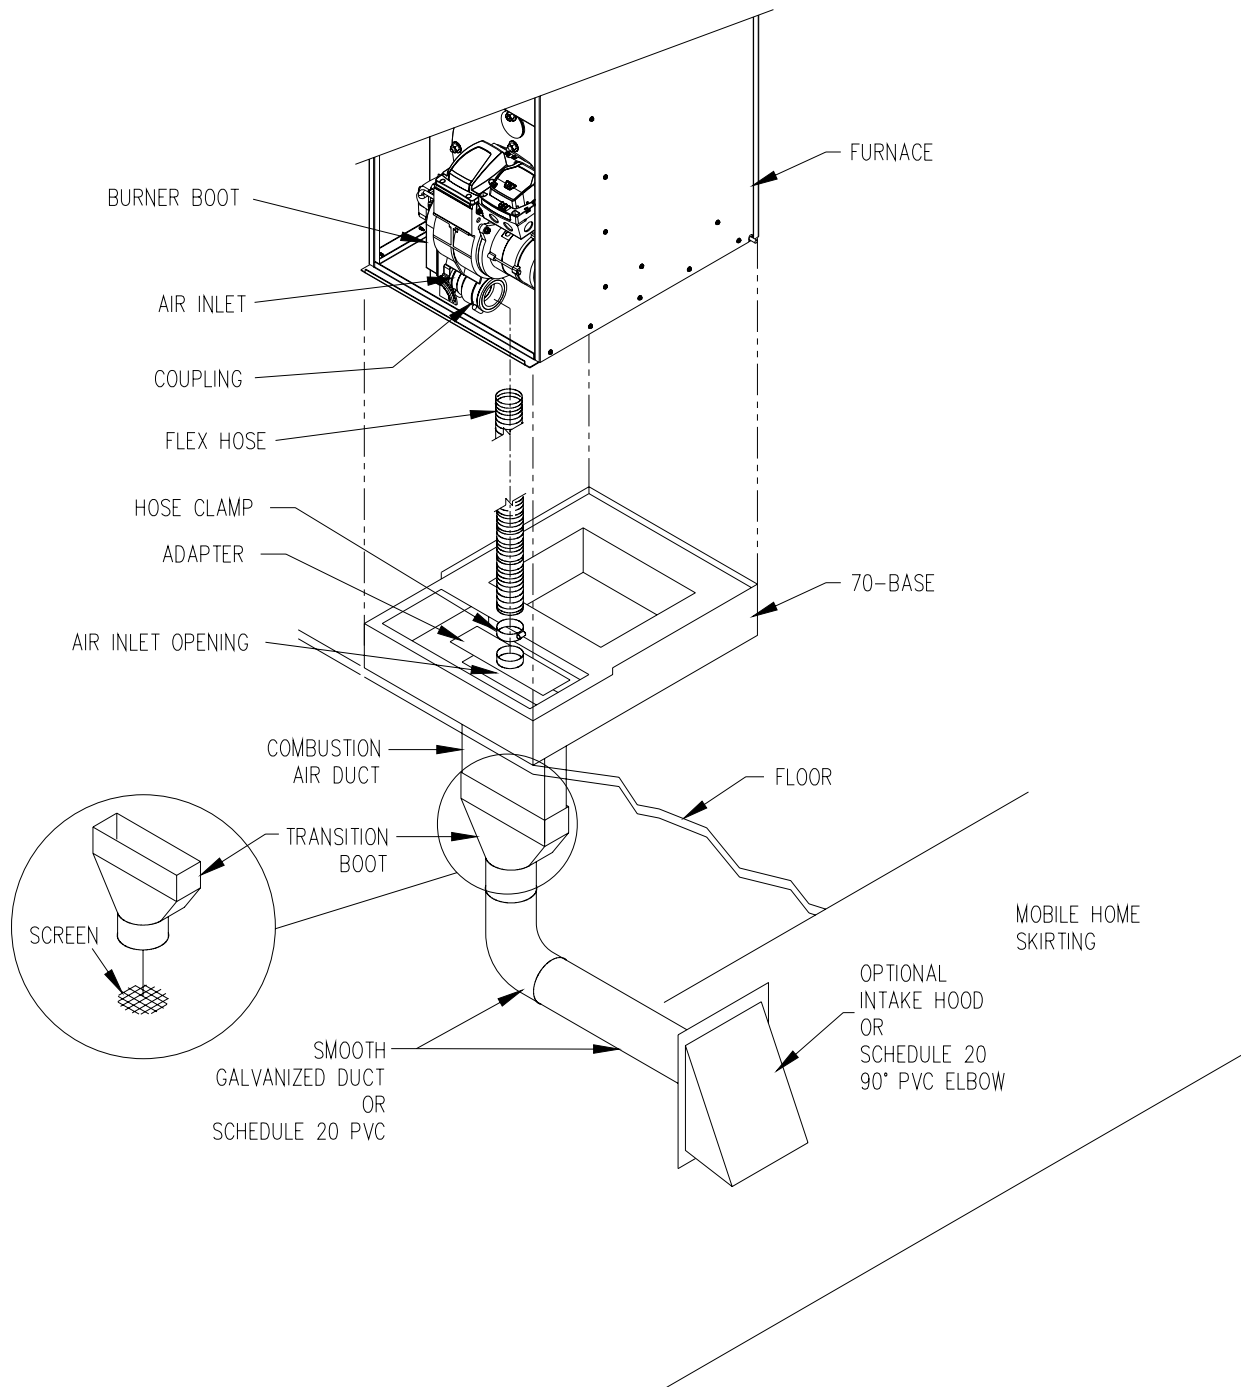 FURNACE
BURNER BOOT
AIR INLET
COUPLING
FLEX HOSE
HOSE CLAMP
ADAPTER
70-BASE
AIR INLET OPENING
COMBUSTION
AIR DUCT
FLOOR
TRANSITION
BOOT
SCREEN
MOBILE HOME
SKIRTING
OPTIONAL
INTAKE HOOD
OR
SCHEDULE 20
90° PVC ELBOW
SMOOTH
GALVANIZED DUCT
OR
SCHEDULE 20 PVC